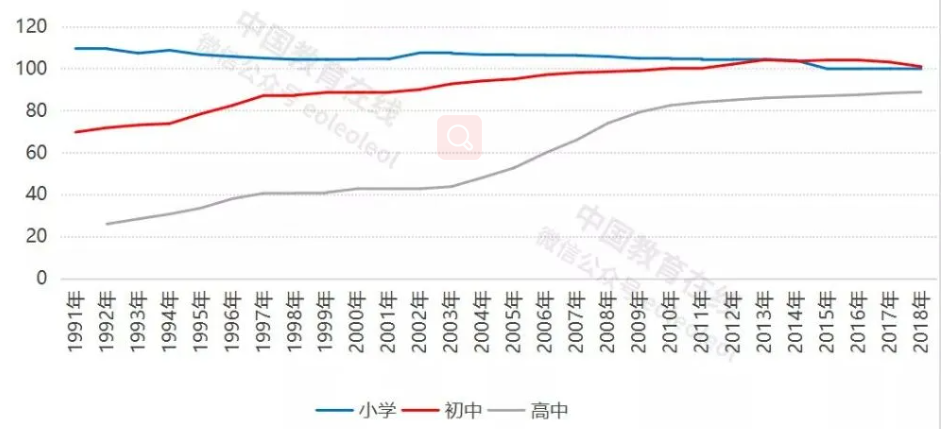 120
100
80
60
40
20
0
1991年
1992年
1993年
1994年
1995年
1996年
1997年
1998年
1999年
2000年
2001年
2002年
2003年
2004年
2005年
2006年
2007年
2008年
2009年
2010年
2011年
2012年
2013年
2014年
2015年
2016年
2017年
2018年
小学 初中 高中
中国教育在线
微信公众号 eoleoleol
中国教育在线
微信公众号 eoleoleol